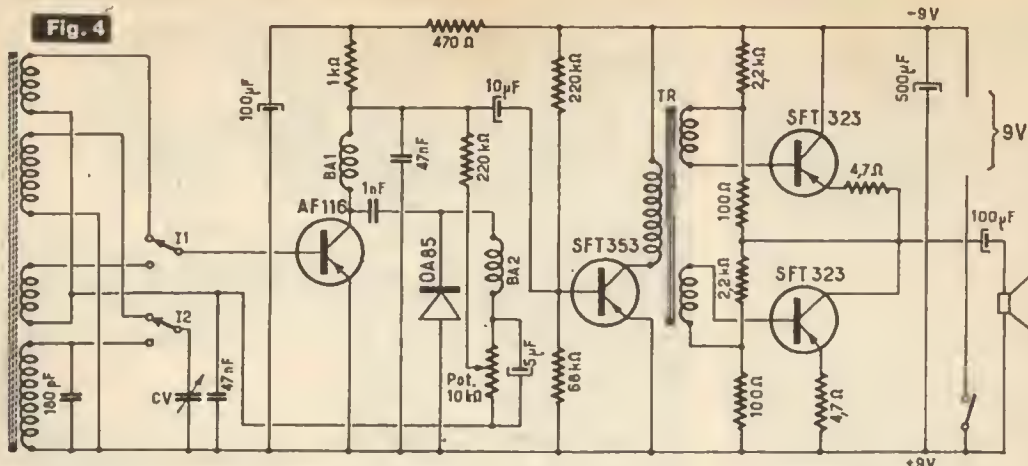 Fig. 4
-9V
470 Ω
1kΩ
100µF
10µF
220kΩ
2,2kΩ
500µF
TR
SFT 323
9V
BA1
47nF
220kΩ
4,7Ω
1nF
AF116
100Ω
100µF
I1
OA85
BA2
SFT353
SFT 323
2,2kΩ
I2
5µF
68kΩ
Pot.
10kΩ
180pF
CV
47nF
100Ω
4,7Ω
+9V